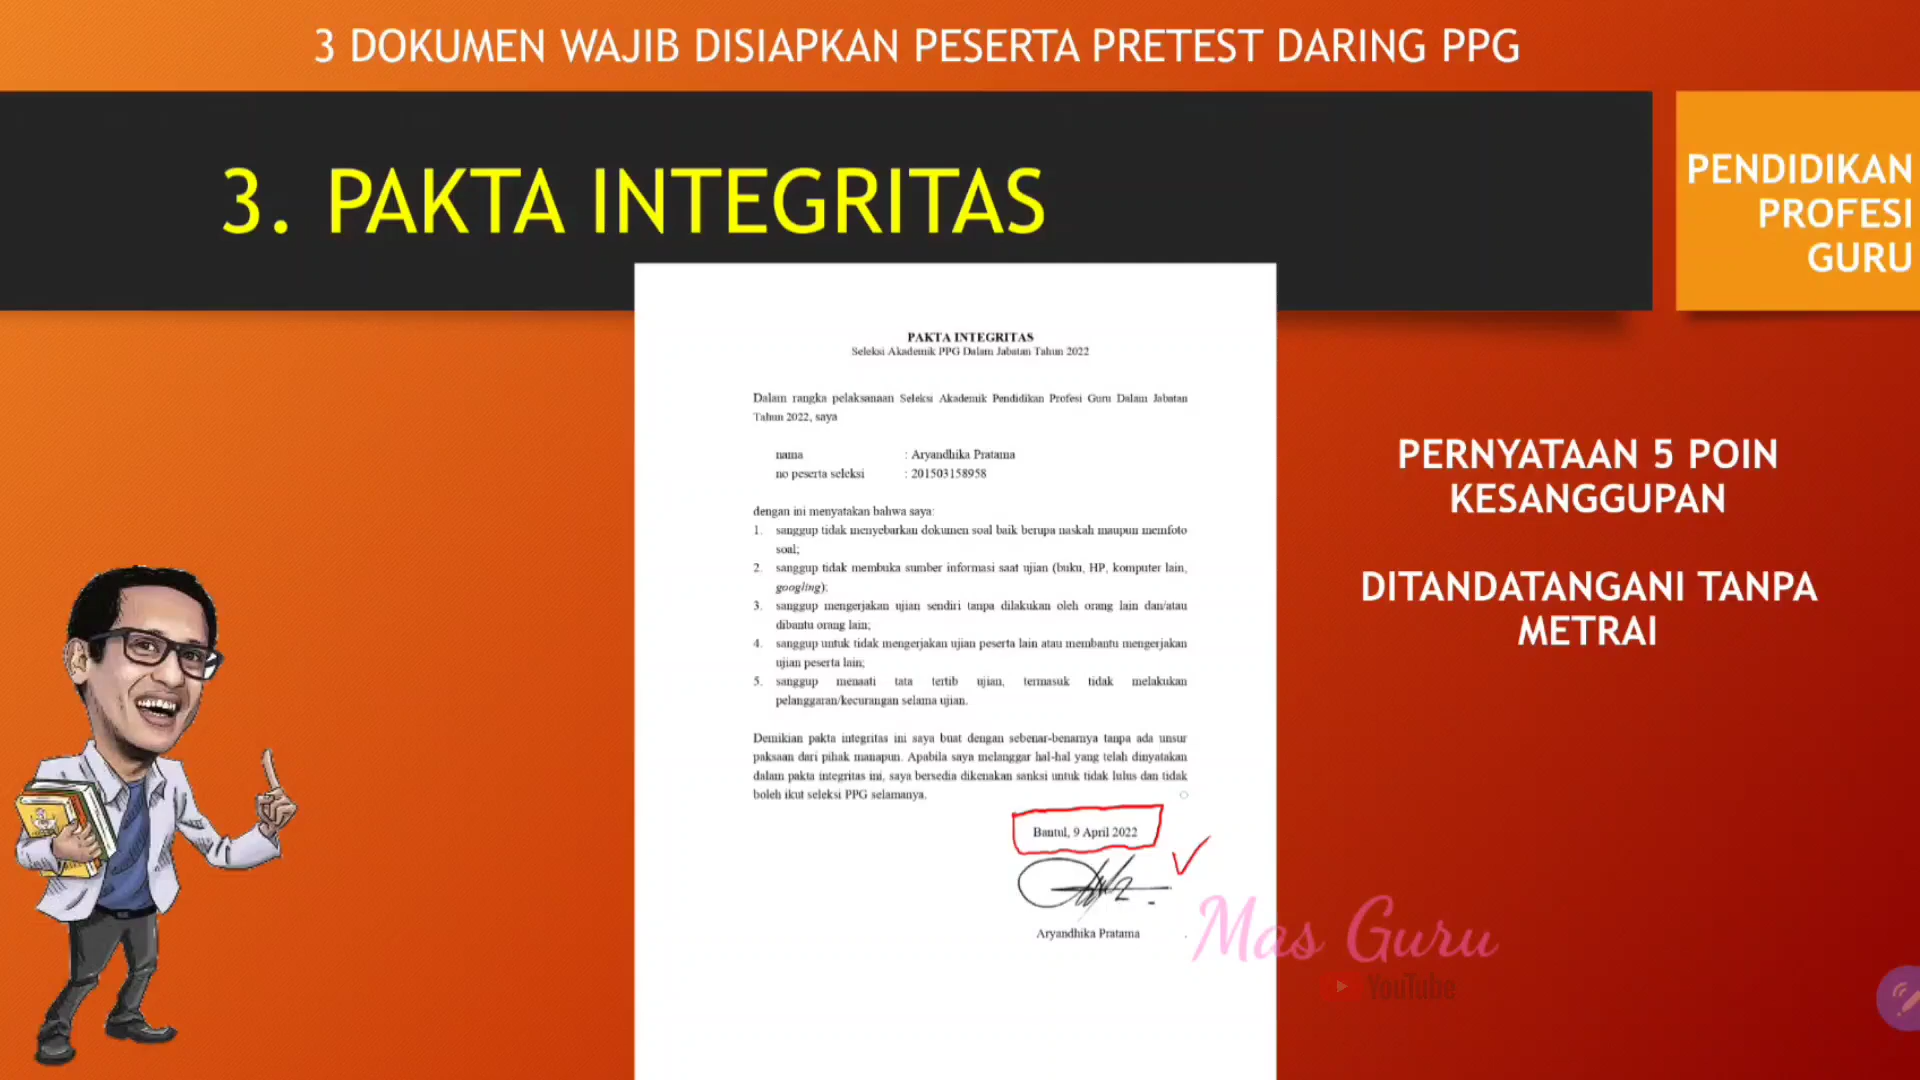 3 DOKUMEN WAJIB DISIAPKAN PESERTA PRETEST DARING PPG
3. PAKTA INTEGRITAS
PENDIDIKAN
PROFESI
GURU
PAKTA INTEGRITAS
Seleksi Akademik PPG Dalam Jabatan Tahun 2022
Dalam rangka pelaksanaan Seleksi Akademik Pendidikan Profesi Guru Dalam Jabatan
Tahun 2022, saya
nama : Aryandhika Pratama
no peserta seleksi : 201503158958
dengan ini menyatakan bahwa saya:
1. sanggup tidak menyebarkan dokumen soal baik berupa naskah maupun memfoto
soal;
2. sanggup tidak membuka sumber informasi saat ujian (buku, HP, komputer lain,
googling);
3. sanggup mengerjakan ujian sendiri tanpa dilakukan oleh orang lain dan/atau
dibantu orang lain;
4. sanggup untuk tidak mengerjakan ujian peserta lain atau membantu mengerjakan
ujian peserta lain;
5. sanggup menaati tata tertib ujian, termasuk tidak melakukan
pelanggaran/kecurangan selama ujian.
Demikian pakta integritas ini saya buat dengan sebenar-benarnya tanpa ada unsur
paksaan dari pihak manapun. Apabila saya melanggar hal-hal yang telah dinyatakan
dalam pakta integritas ini, saya bersedia dikenakan sanksi untuk tidak lulus dan tidak
boleh ikut seleksi PPG selamanya.
Bantul, 9 April 2022
Aryandhika Pratama
PERNYATAAN 5 POIN
KESANGGUPAN
DITANDATANGANI TANPA
METRAI
Mas Guru
YouTube